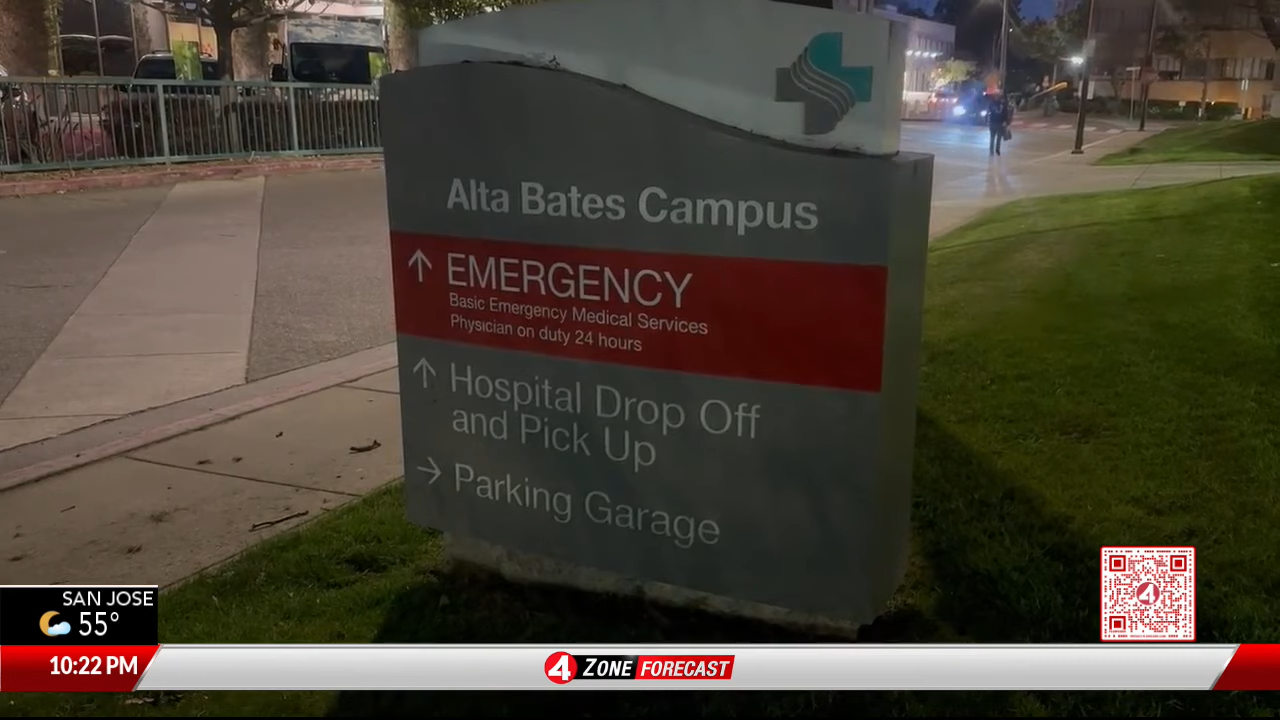 Alta Bates Campus
↑ EMERGENCY
Basic Emergency Medical Services
Physician on duty 24 hours
↑ Hospital Drop Off
and Pick Up
→ Parking Garage
SAN JOSE
55°
10:22 PM
4 ZONE FORECAST
4